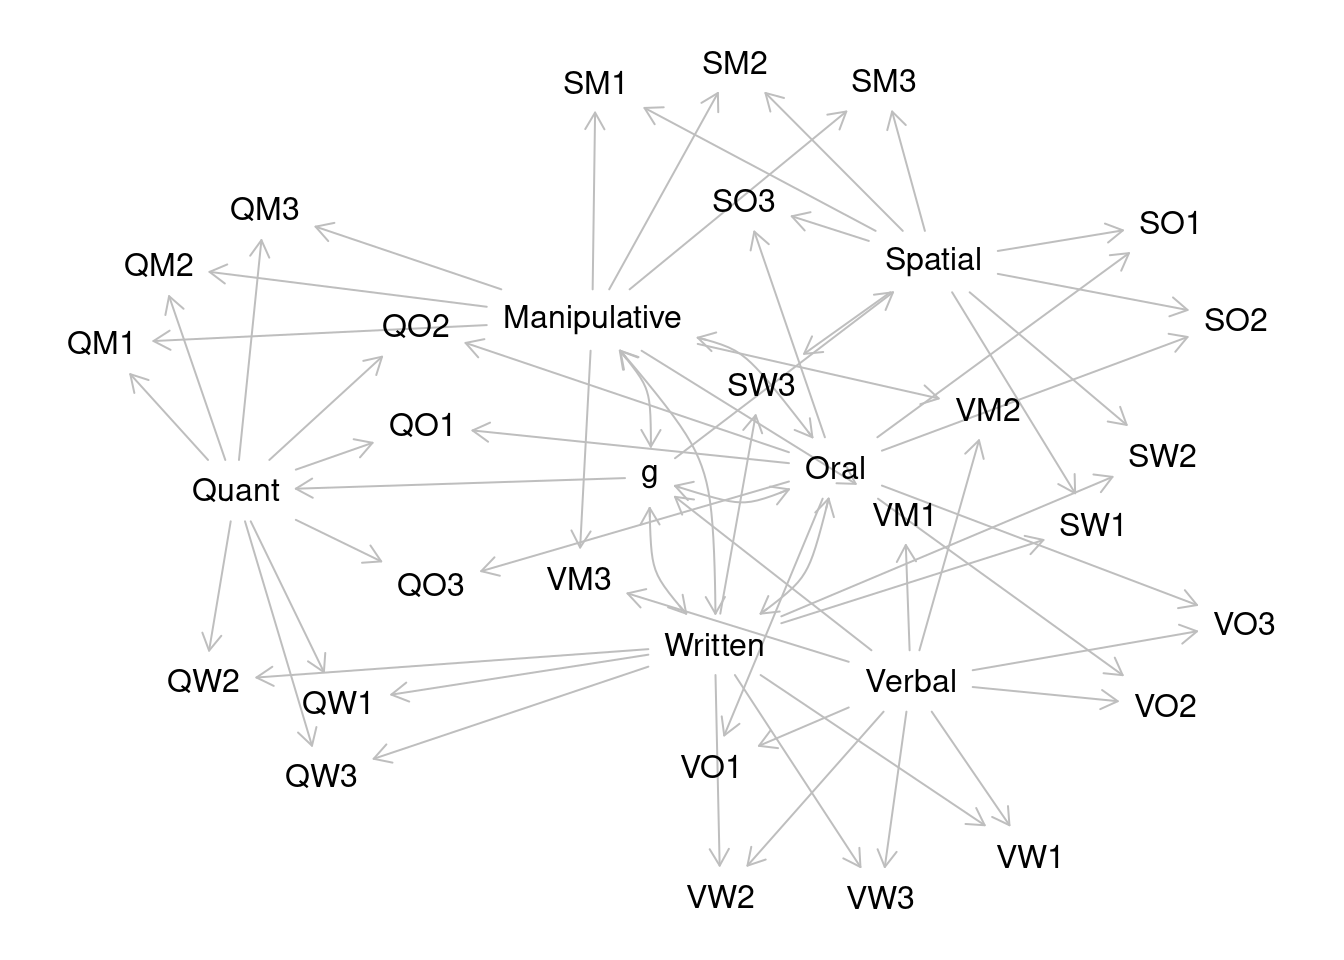 SM2
SM1
SM3
SO3
QM3
SO1
QM2
Spatial
Manipulative
SO2
QO2
QM1
SW3
VM2
QO1
SW2
Oral
g
Quant
VM1
SW1
VM3
QO3
VO3
Written
QW2
Verbal
QW1
VO2
VO1
QW3
VW1
VW2
VW3